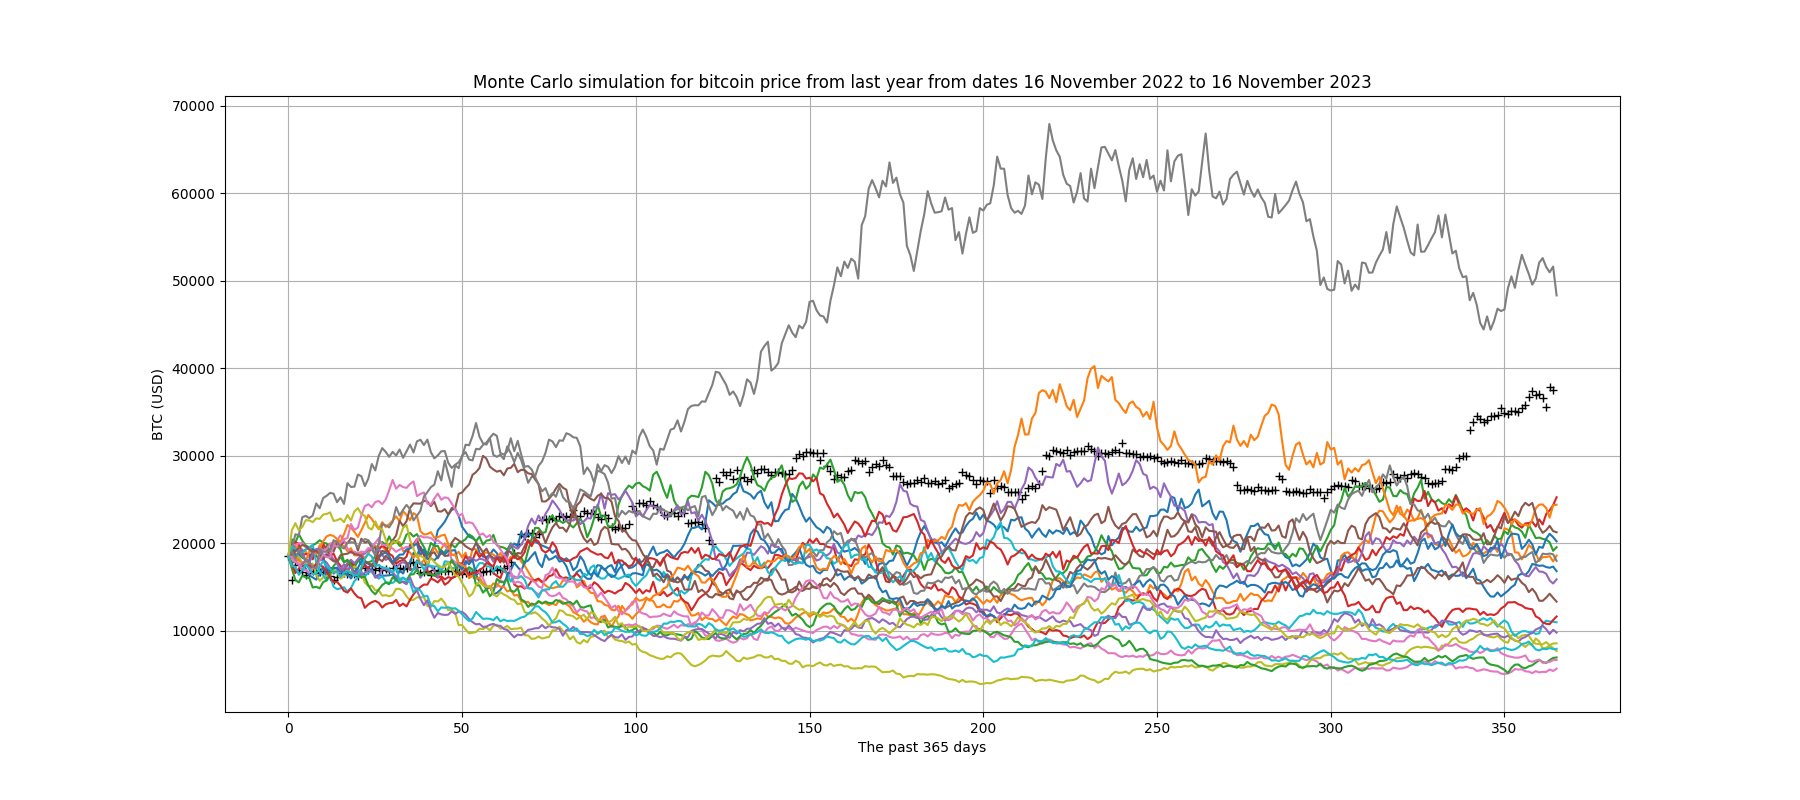 Monte Carlo simulation for bitcoin price from last year from dates 16 November 2022 to 16 November 2023
70000
60000
50000
40000
30000
20000
10000
BTC (USD)
0 50 100 150 200 250 300 350
The past 365 days